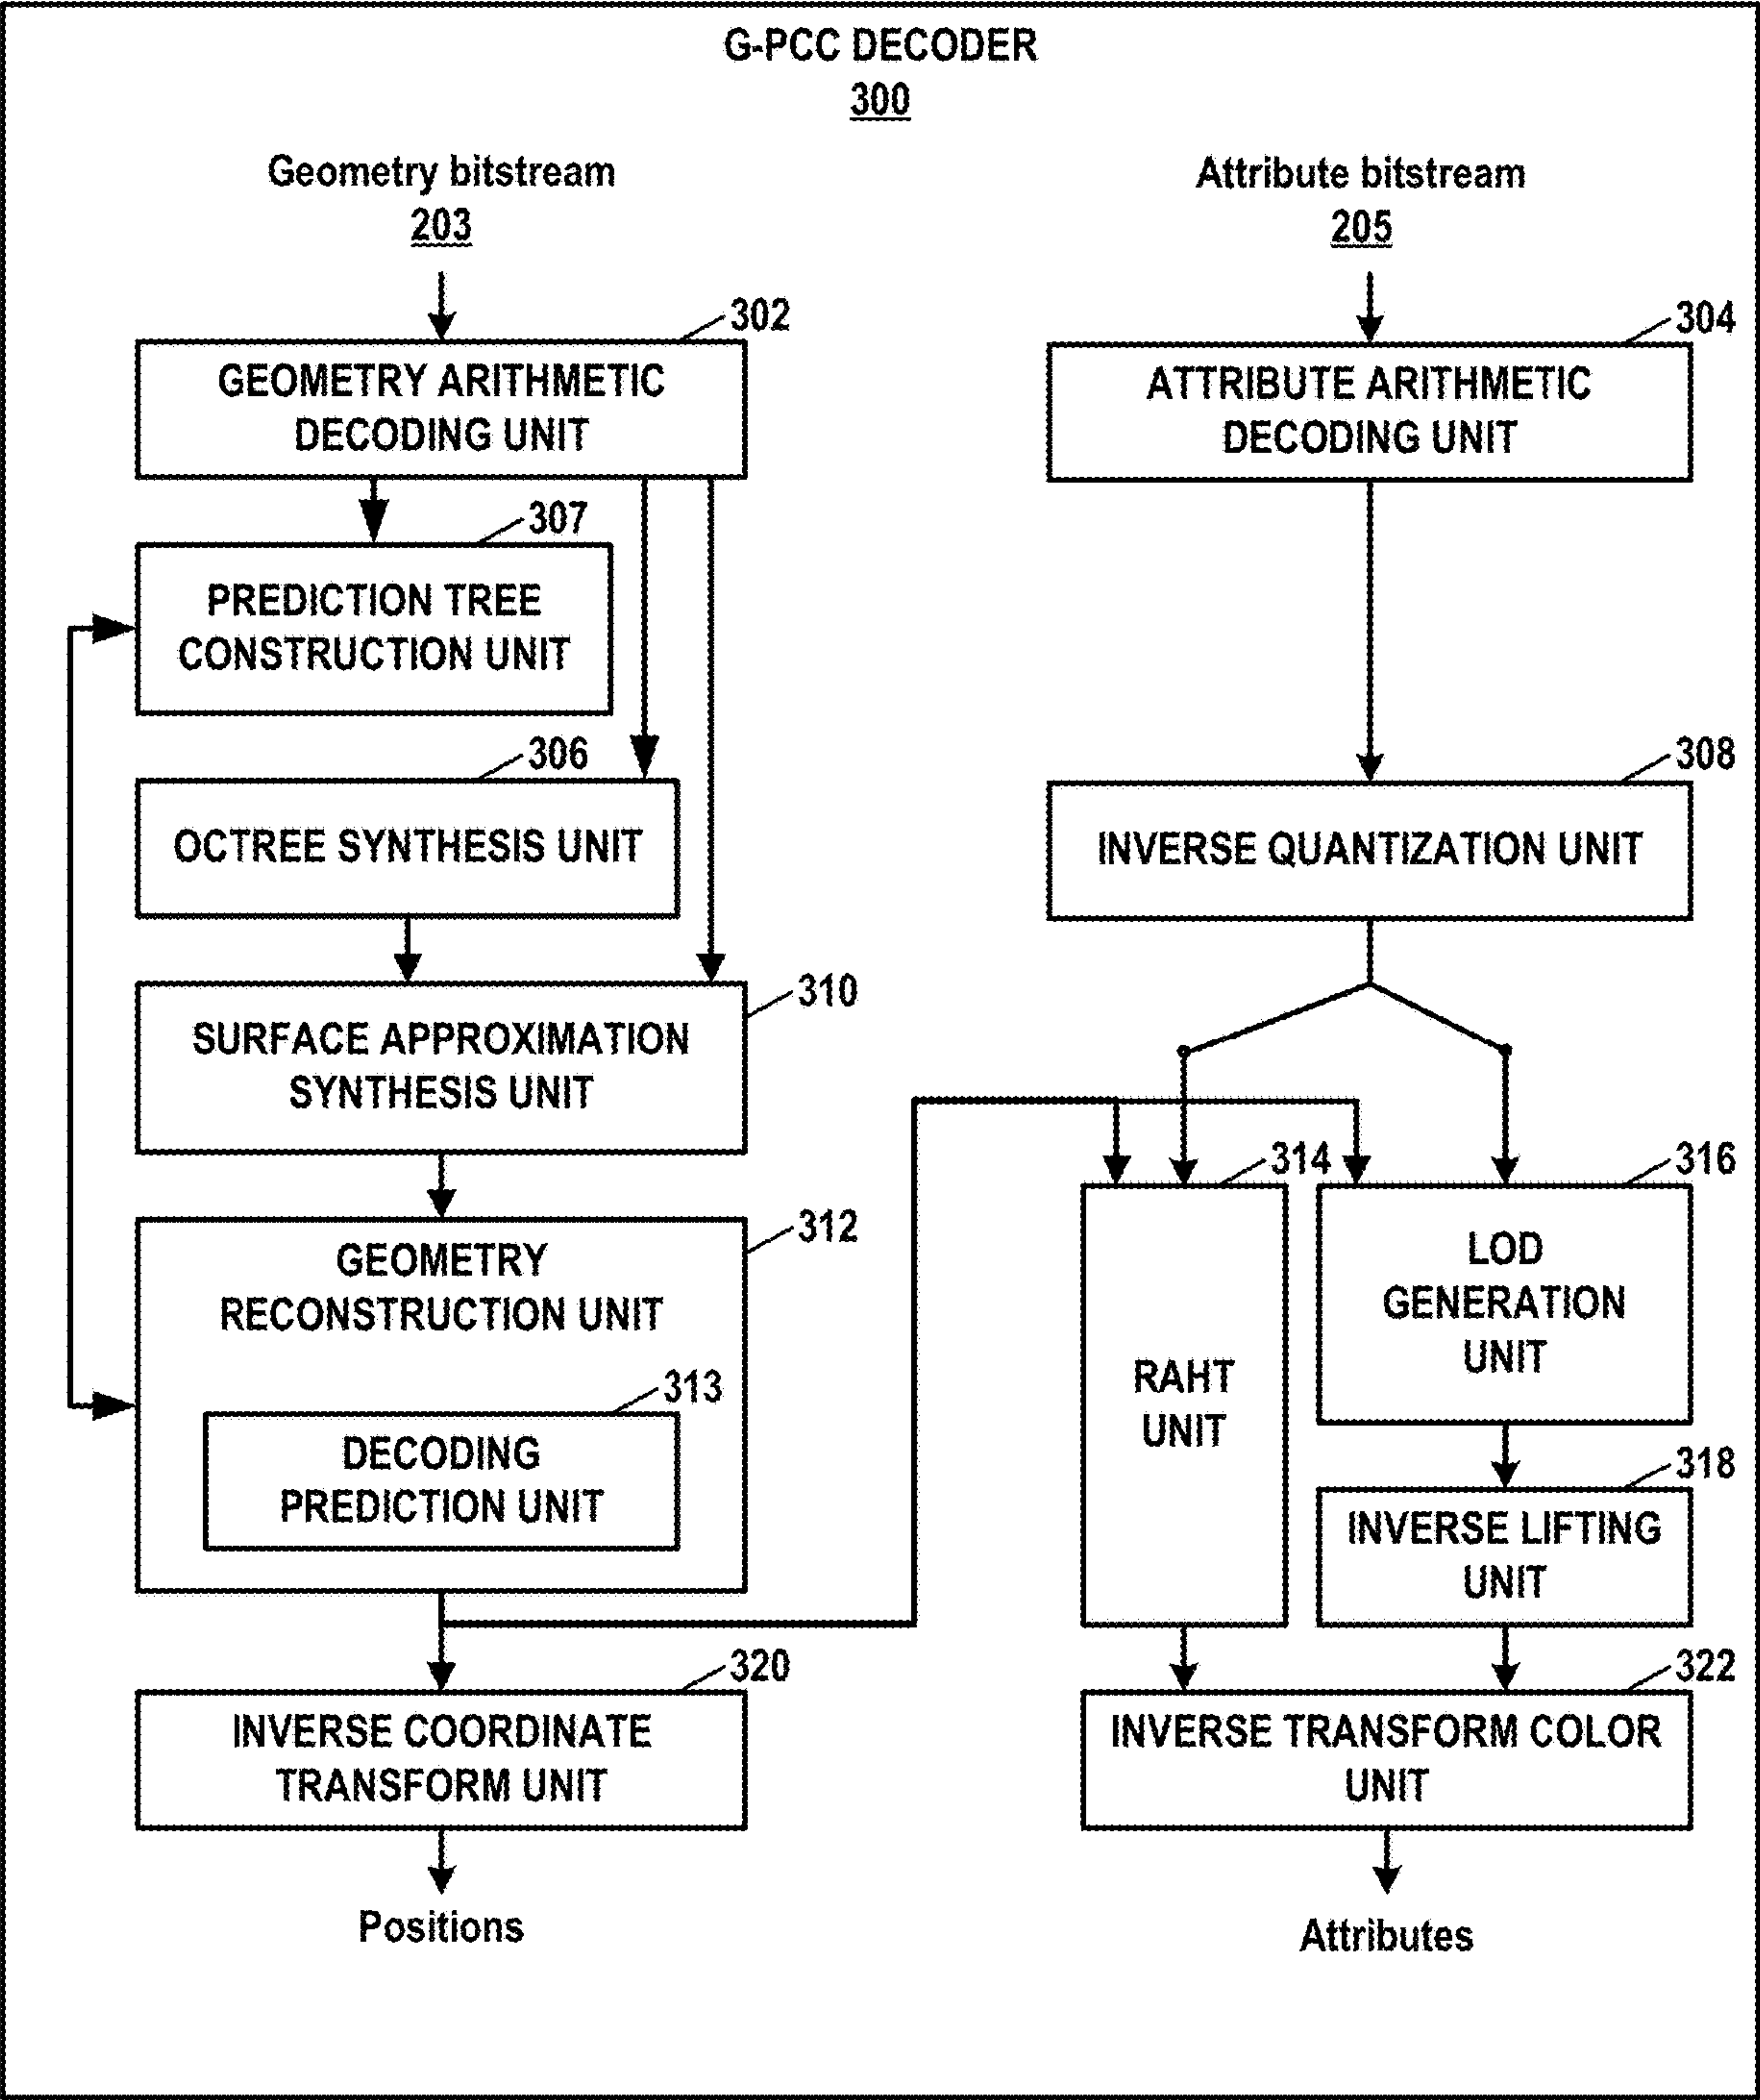 G-PCC DECODER
300
Geometry bitstream
203
302
GEOMETRY ARITHMETIC
DECODING UNIT
307
PREDICTION TREE
CONSTRUCTION UNIT
306
OCTREE SYNTHESIS UNIT
310
SURFACE APPROXIMATION
SYNTHESIS UNIT
312
GEOMETRY
RECONSTRUCTION UNIT
313
DECODING
PREDICTION UNIT
320
INVERSE COORDINATE
TRANSFORM UNIT
Positions
Attribute bitstream
205
304
ATTRIBUTE ARITHMETIC
DECODING UNIT
308
INVERSE QUANTIZATION UNIT
314
RAHT
UNIT
316
LOD
GENERATION
UNIT
318
INVERSE LIFTING
UNIT
322
INVERSE TRANSFORM COLOR
UNIT
Attributes